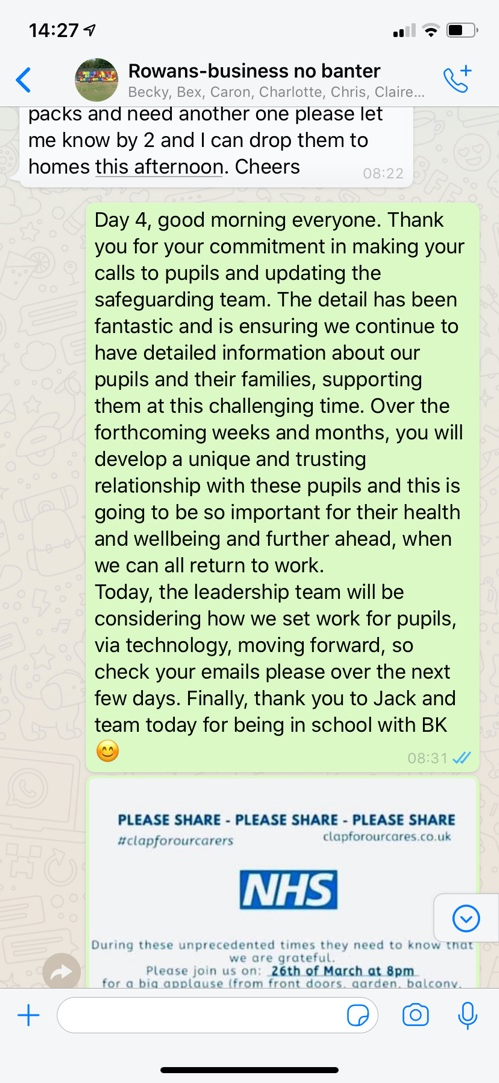 14:27
Rowans-business no banter
Becky, Bex, Caron, Charlotte, Chris, Claire...
packs and need another one please let
me know by 2 and I can drop them to
homes this afternoon. Cheers
08:22
Day 4, good morning everyone. Thank
you for your commitment in making your
calls to pupils and updating the
safeguarding team. The detail has been
fantastic and is ensuring we continue to
have detailed information about our
pupils and their families, supporting
them at this challenging time. Over the
forthcoming weeks and months, you will
develop a unique and trusting
relationship with these pupils and this is
going to be so important for their health
and wellbeing and further ahead, when
we can all return to work.
Today, the leadership team will be
considering how we set work for pupils,
via technology, moving forward, so
check your emails please over the next
few days. Finally, thank you to Jack and
team today for being in school with BK
😊
08:31
PLEASE SHARE - PLEASE SHARE - PLEASE SHARE
#clapforourcarers clapforourcares.co.uk
NHS
During these unprecedented times they need to know that
we are grateful.
Please join us on: 26th of March at 8pm
for a big applause (from front doors, garden, balcony,